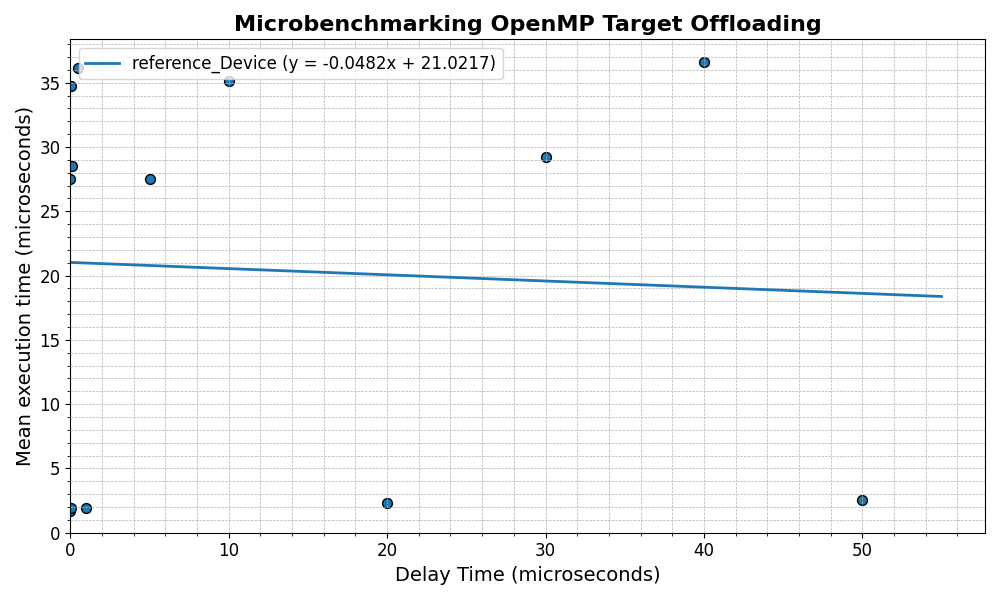 Microbenchmarking OpenMP Target Offloading
reference_Device (y = -0.0482x + 21.0217)
Mean execution time (microseconds)
35
30
25
20
15
10
5
0
0 10 20 30 40 50
Delay Time (microseconds)